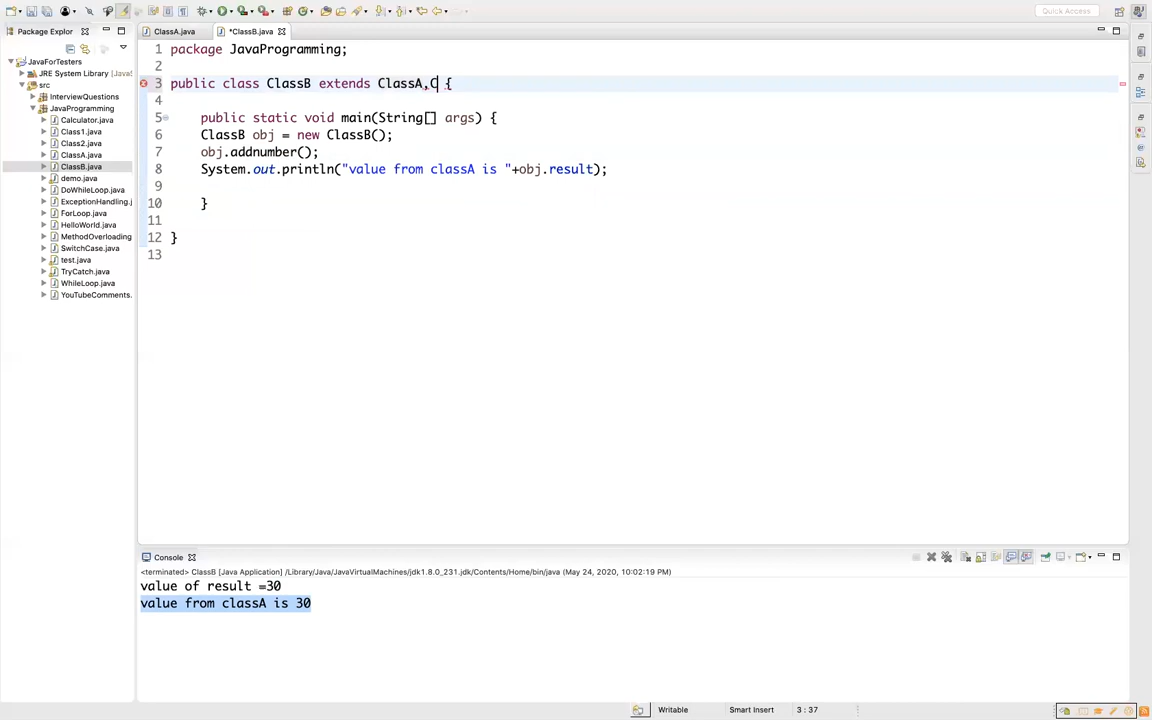 Quick Access
Package Explor
ClassA.java
*ClassB.java
JavaForTesters
JRE System Library [Java
src
InterviewQuestions
JavaProgramming
Calculator.java
Class1.java
Class2.java
ClassA.java
ClassB.java
demo.java
DoWhileLoop.java
ExceptionHandling.j
ForLoop.java
HelloWorld.java
MethodOverloading
SwitchCase.java
test.java
TryCatch.java
WhileLoop.java
YouTubeComments.
1 package JavaProgramming;
2
3 public class ClassB extends ClassA,C {
4
5 public static void main(String[] args) {
6 ClassB obj = new ClassB();
7 obj.addnumber();
8 System.out.println("value from classA is "+obj.result);
9
10 }
11
12 }
13
Console
<terminated> ClassB [Java Application] /Library/Java/JavaVirtualMachines/jdk1.8.0_231.jdk/Contents/Home/bin/java (May 24, 2020, 10:02:19 PM)
value of result =30
value from classA is 30
Writable
Smart Insert
3 : 37